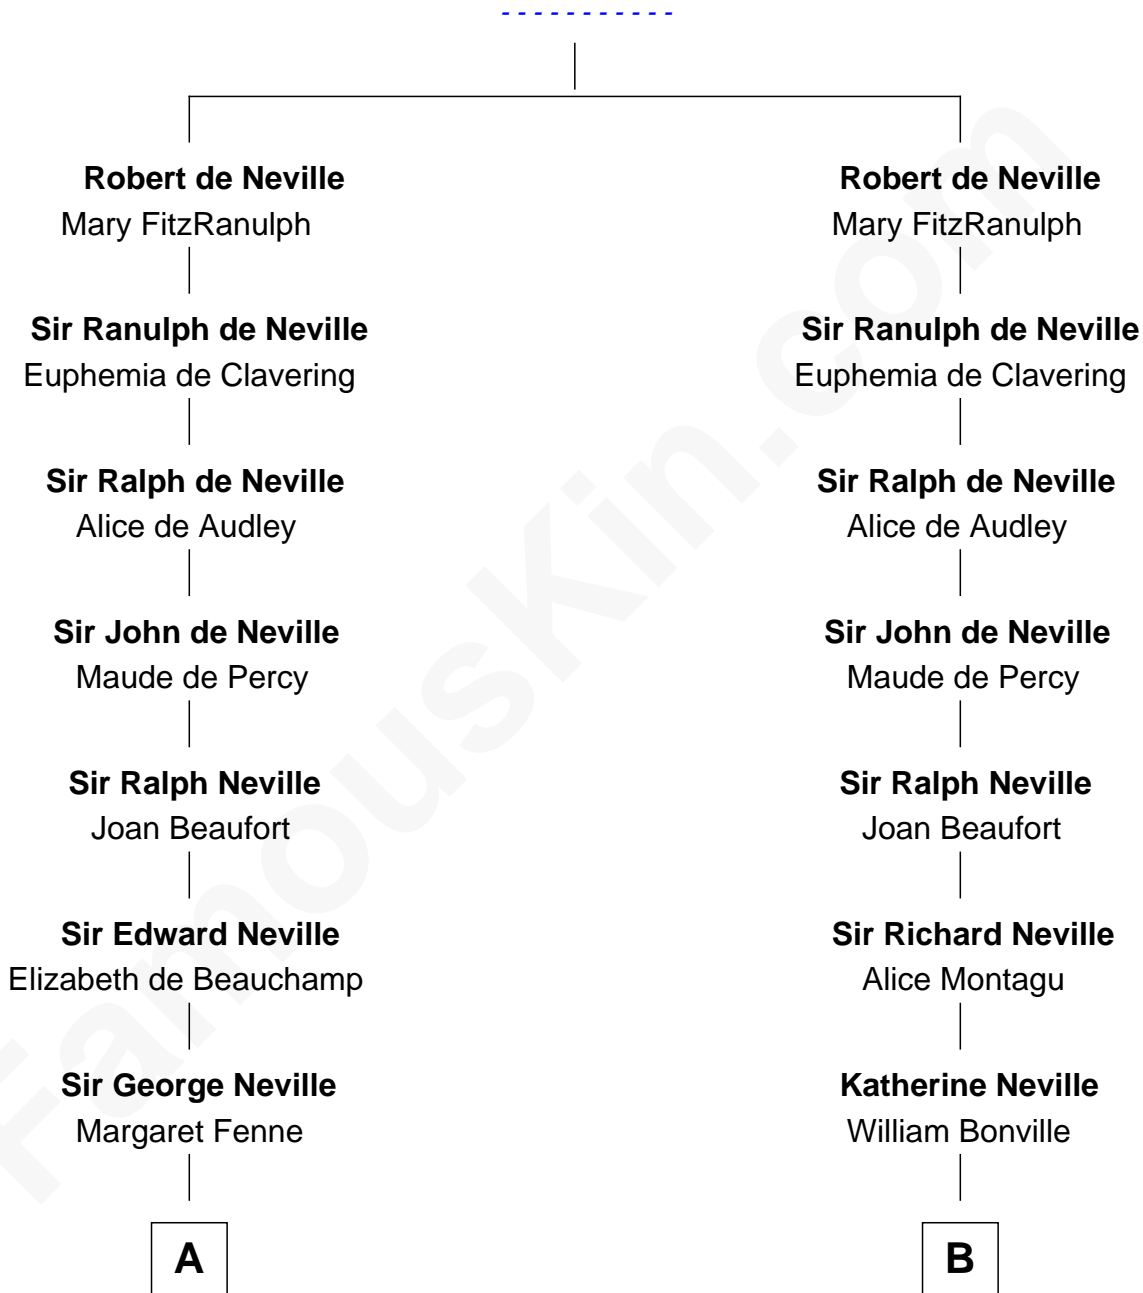 - - - - - - - - - - -
Robert de Neville
Mary FitzRanulph
Sir Ranulph de Neville
Euphemia de Clavering
Sir Ralph de Neville
Alice de Audley
Sir John de Neville
Maude de Percy
Sir Ralph Neville
Joan Beaufort
Sir Edward Neville
Elizabeth de Beauchamp
Sir George Neville
Margaret Fenne
A
Robert de Neville
Mary FitzRanulph
Sir Ranulph de Neville
Euphemia de Clavering
Sir Ralph de Neville
Alice de Audley
Sir John de Neville
Maude de Percy
Sir Ralph Neville
Joan Beaufort
Sir Richard Neville
Alice Montagu
Katherine Neville
William Bonville
B
FamousKin.com